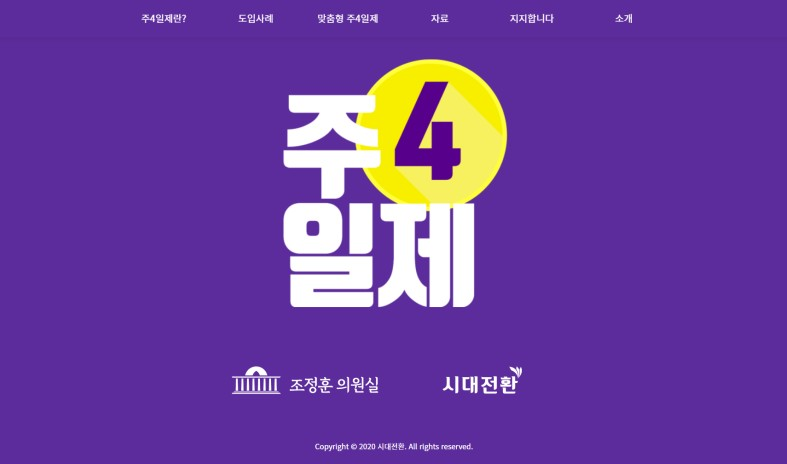 주4일제란? 도입사례 맞춤형 주4일제 자료 지지합니다 소개
주4
일제
조정훈 의원실 시대전환
Copyright © 2020 시대전환. All rights reserved.